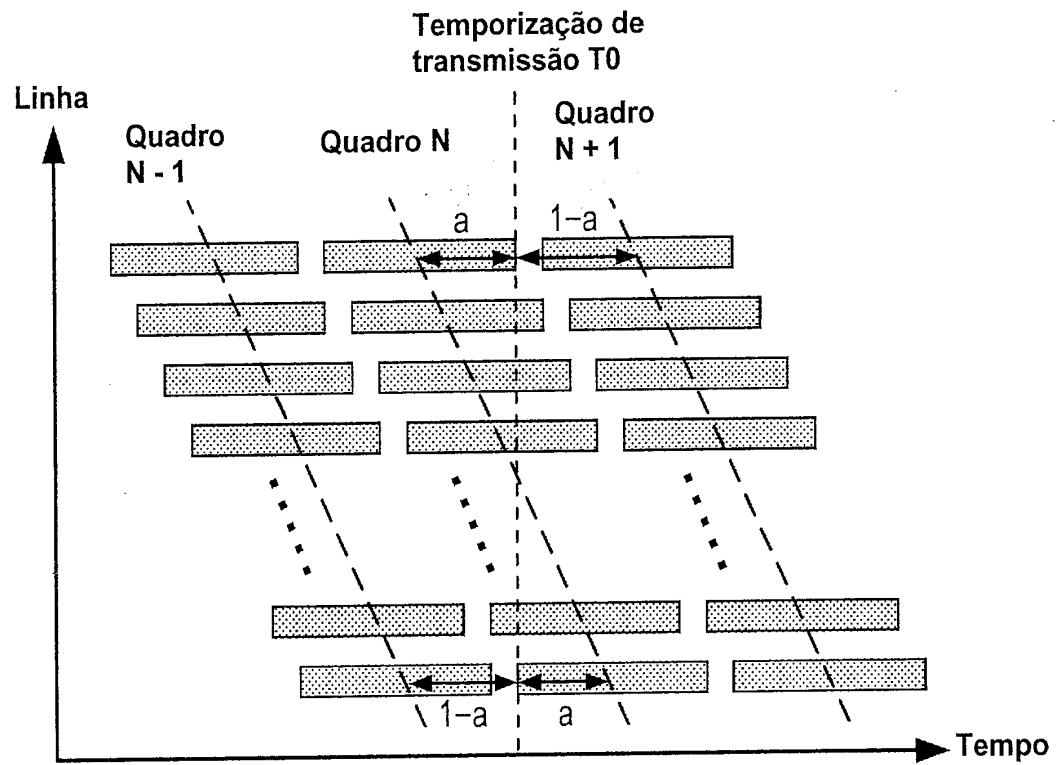 Temporização de
transmissão T0
Linha
Quadro
N - 1
Quadro N
Quadro
N + 1
a
1–a
1–a
a
Tempo